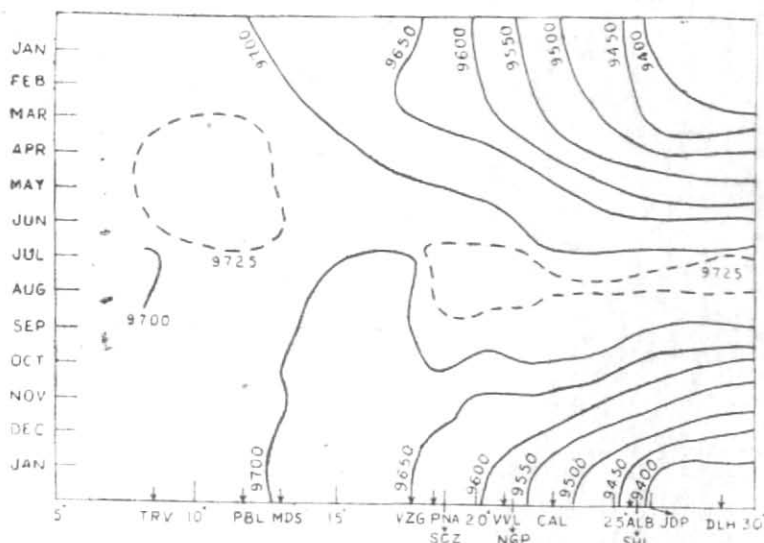 JAN
9700
9650
9600
9550
9500
9450
9400
FEB
MAR
APR
MAY
JUN
JUL
9725
9725
AUG
9700
SEP
OCT
NOV
DEC
JAN
9700
9650
9600
9550
9500
9450
9400
5° TRV 10° PBL MDS 15° VZG PNA 20° VVL CAL 25 ALB JDP DLH 30°
SCZ NGP SHL